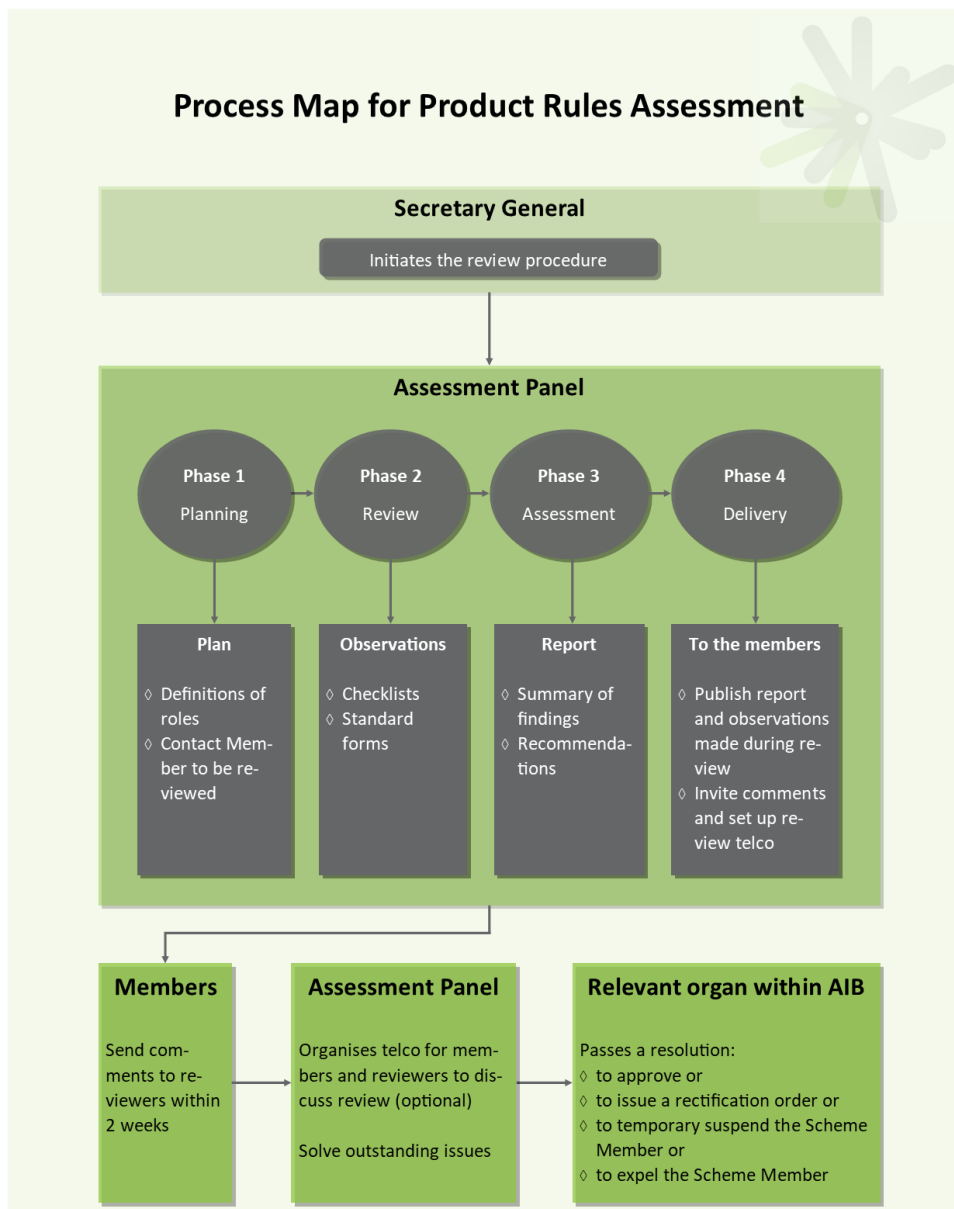 Process Map for Product Rules Assessment
Secretary General
Initiates the review procedure
Assessment Panel
Phase 1
Planning
Phase 2
Review
Phase 3
Assessment
Phase 4
Delivery
Plan
◊ Definitions of
roles
◊ Contact Mem-
ber to be re-
viewed
Observations
◊ Checklists
◊ Standard
forms
Report
◊ Summary of
findings
◊ Recommenda-
tions
To the members
◊ Publish report
and observations
made during re-
view
◊ Invite comments
and set up re-
view telco
Members
Send com-
ments to re-
viewers within
2 weeks
Assessment Panel
Organises telco for mem-
bers and reviewers to dis-
cuss review (optional)
Solve outstanding issues
Relevant organ within AIB
Passes a resolution:
◊ to approve or
◊ to issue a rectification order or
◊ to temporary suspend the Scheme
Member or
◊ to expel the Scheme Member